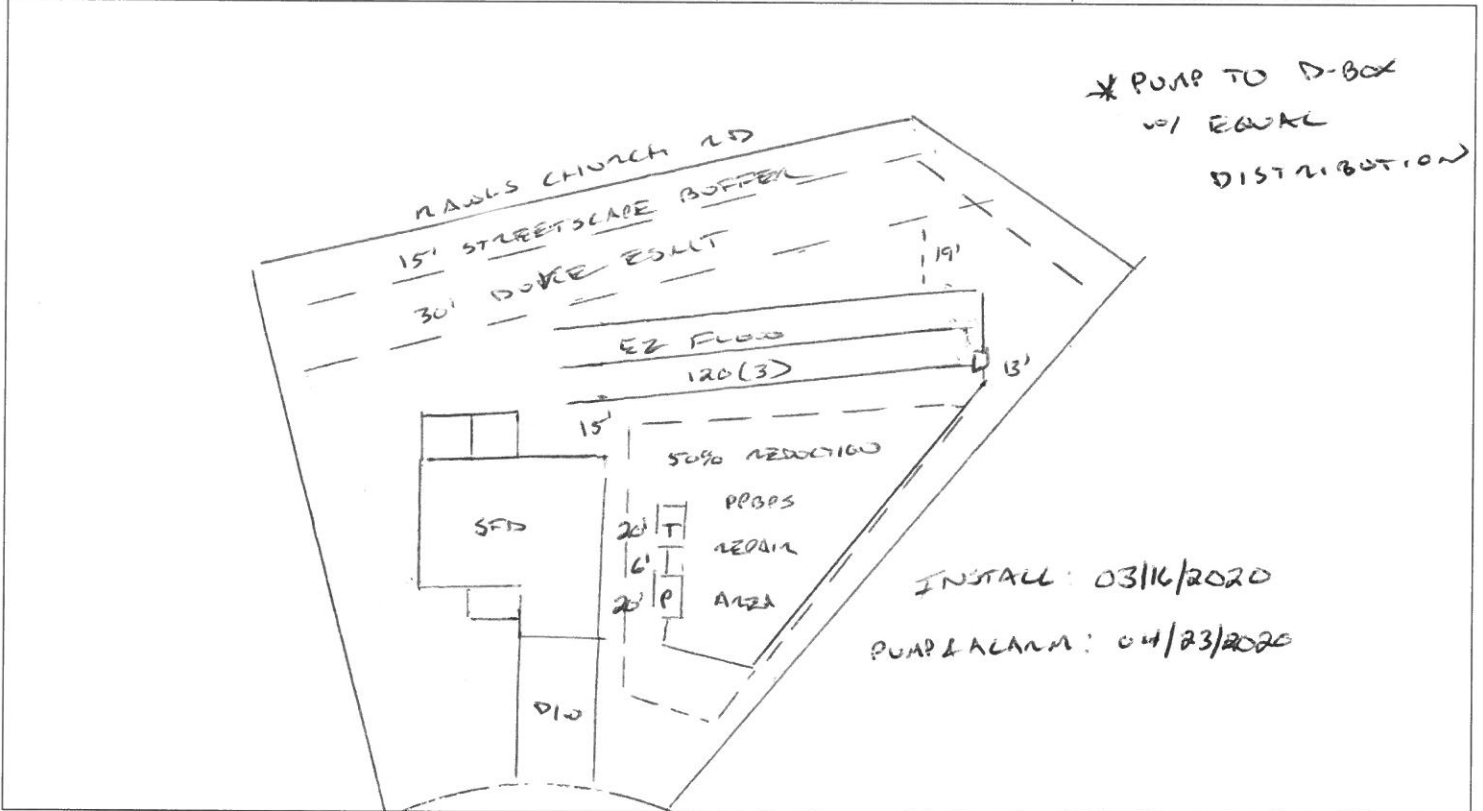 * PUMP TO D-BOX
w/ EQUAL
DISTRIBUTION
RAWLS CHURCH RD
15' STREETSCAPE BUFFER
30' DUKE ESMT
19'
EZ FLOW
120(3)
13'
15'
50% REDUCTION
PPBPS
REPAIR
AREA
SFD
20' T
6'
20' P
D/W
INSTALL: 03/16/2020
PUMP & ALARM: 04/23/2020